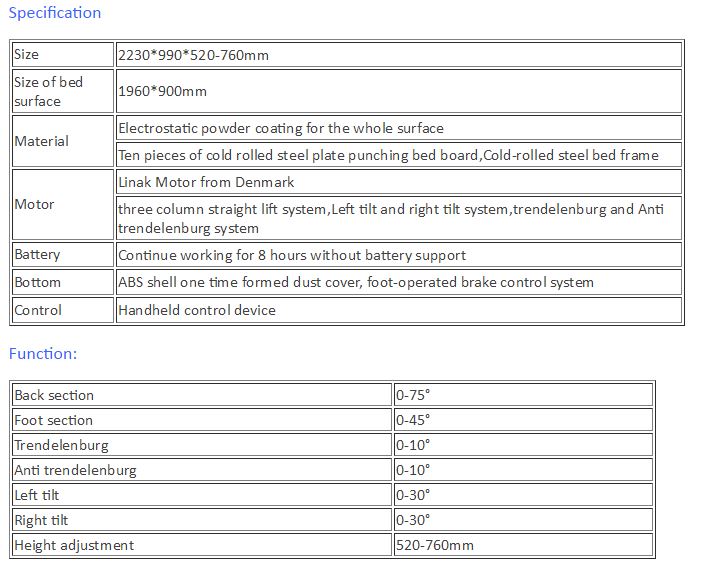 Specification
Size
2230*990*520-760mm
Size of bed
surface
1960*900mm
Material
Electrostatic powder coating for the whole surface
Ten pieces of cold rolled steel plate punching bed board,Cold-rolled steel bed frame
Motor
Linak Motor from Denmark
three column straight lift system,Left tilt and right tilt system,trendelenburg and Anti
trendelenburg system
Battery
Continue working for 8 hours without battery support
Bottom
ABS shell one time formed dust cover, foot-operated brake control system
Control
Handheld control device
Function:
Back section
0-75°
Foot section
0-45°
Trendelenburg
0-10°
Anti trendelenburg
0-10°
Left tilt
0-30°
Right tilt
0-30°
Height adjustment
520-760mm